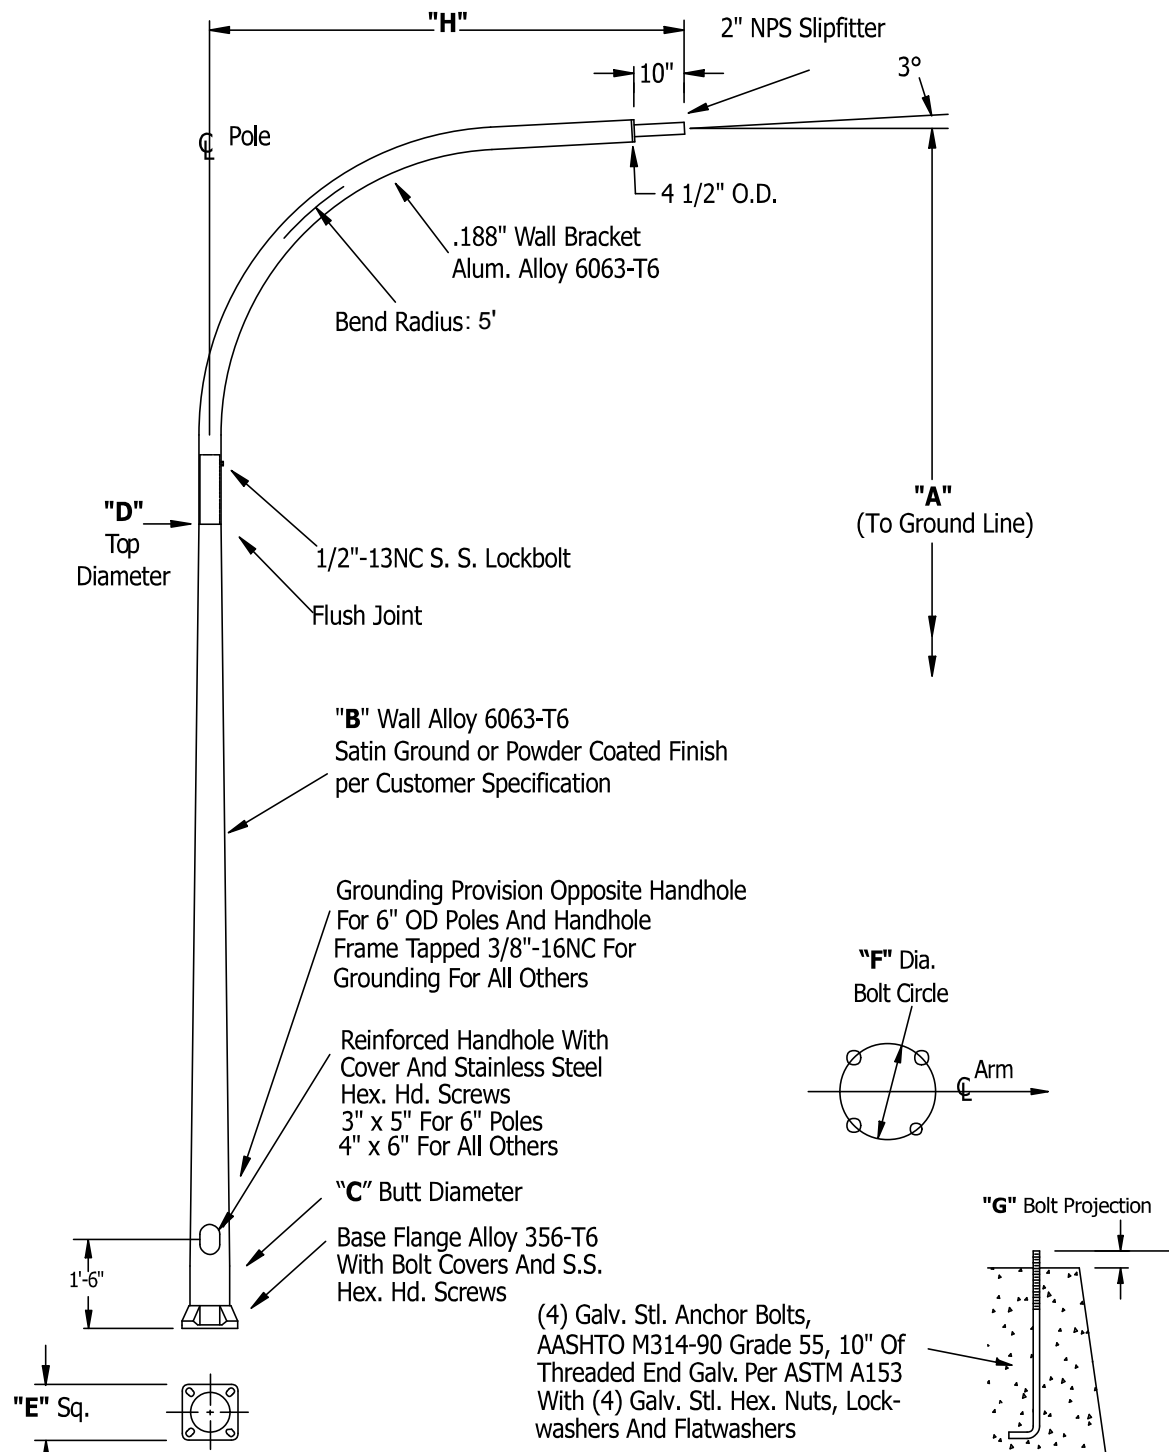 "H"
2" NPS Slipfitter
10"
3°
℄ Pole
4 1/2" O.D.
.188" Wall Bracket
Alum. Alloy 6063-T6
Bend Radius: 5'
"A"
(To Ground Line)
"D"
Top
Diameter
1/2"-13NC S. S. Lockbolt
Flush Joint
"B" Wall Alloy 6063-T6
Satin Ground or Powder Coated Finish
per Customer Specification
Grounding Provision Opposite Handhole
For 6" OD Poles And Handhole
Frame Tapped 3/8"-16NC For
Grounding For All Others
"F" Dia.
Bolt Circle
Reinforced Handhole With
Cover And Stainless Steel
Hex. Hd. Screws
3" x 5" For 6" Poles
4" x 6" For All Others
℄ Arm
"C" Butt Diameter
"G" Bolt Projection
Base Flange Alloy 356-T6
With Bolt Covers And S.S.
Hex. Hd. Screws
1'-6"
(4) Galv. Stl. Anchor Bolts,
AASHTO M314-90 Grade 55, 10" Of
Threaded End Galv. Per ASTM A153
With (4) Galv. Stl. Hex. Nuts, Lock-
washers And Flatwashers
"E" Sq.